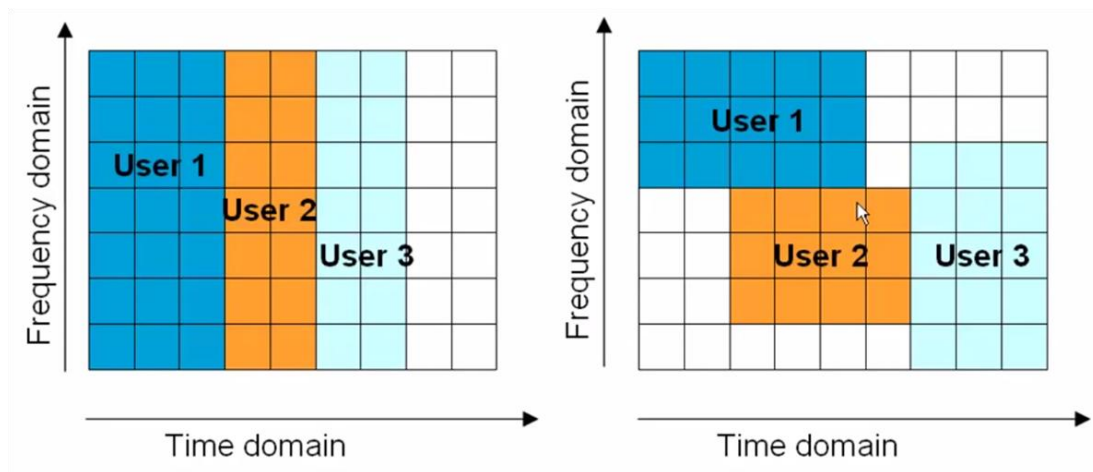 Frequency domain
User 1
User 2
User 3
Time domain
Frequency domain
User 1
User 2
User 3
Time domain